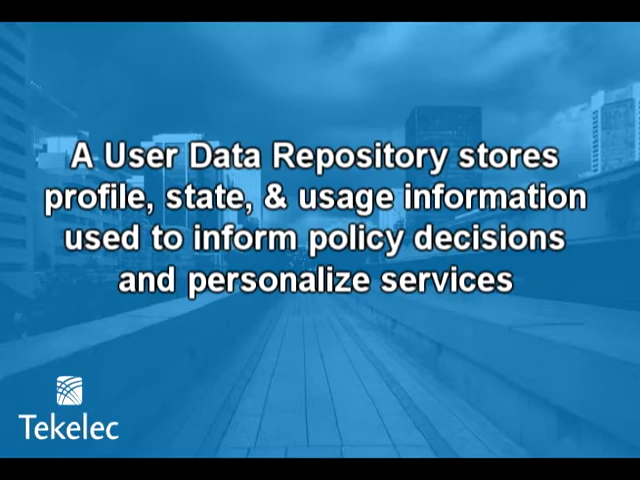 A User Data Repository stores
profile, state, & usage information
used to inform policy decisions
and personalize services
Tekelec